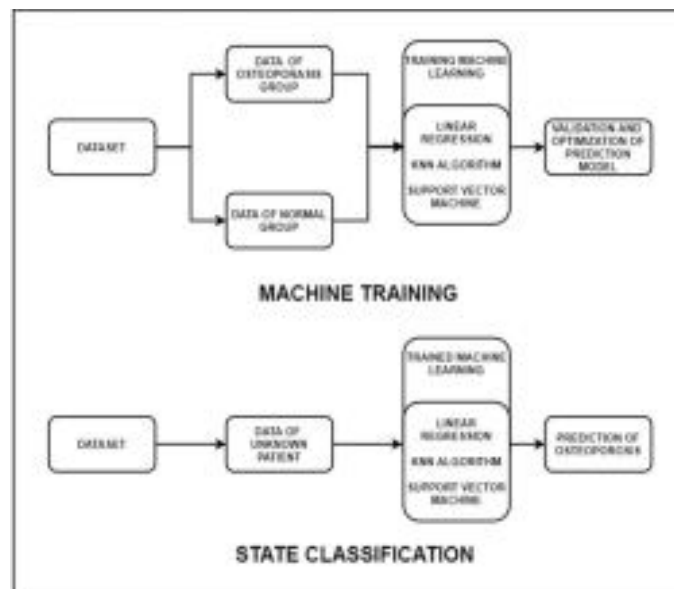 DATA OF
OSTEOPOROSIS
GROUP
TRAINING MACHINE
LEARNING
DATASET
LINEAR
REGRESSION
KNN ALGORITHM
SUPPORT VECTOR
MACHINE
VALIDATION AND
OPTIMIZATION OF
PREDICTION
MODEL
DATA OF NORMAL
GROUP
MACHINE TRAINING
TRAINED MACHINE
LEARNING
DATASET
DATA OF
UNKNOWN
PATIENT
LINEAR
REGRESSION
KNN ALGORITHM
SUPPORT VECTOR
MACHINE
PREDICTION OF
OSTEOPOROSIS
STATE CLASSIFICATION